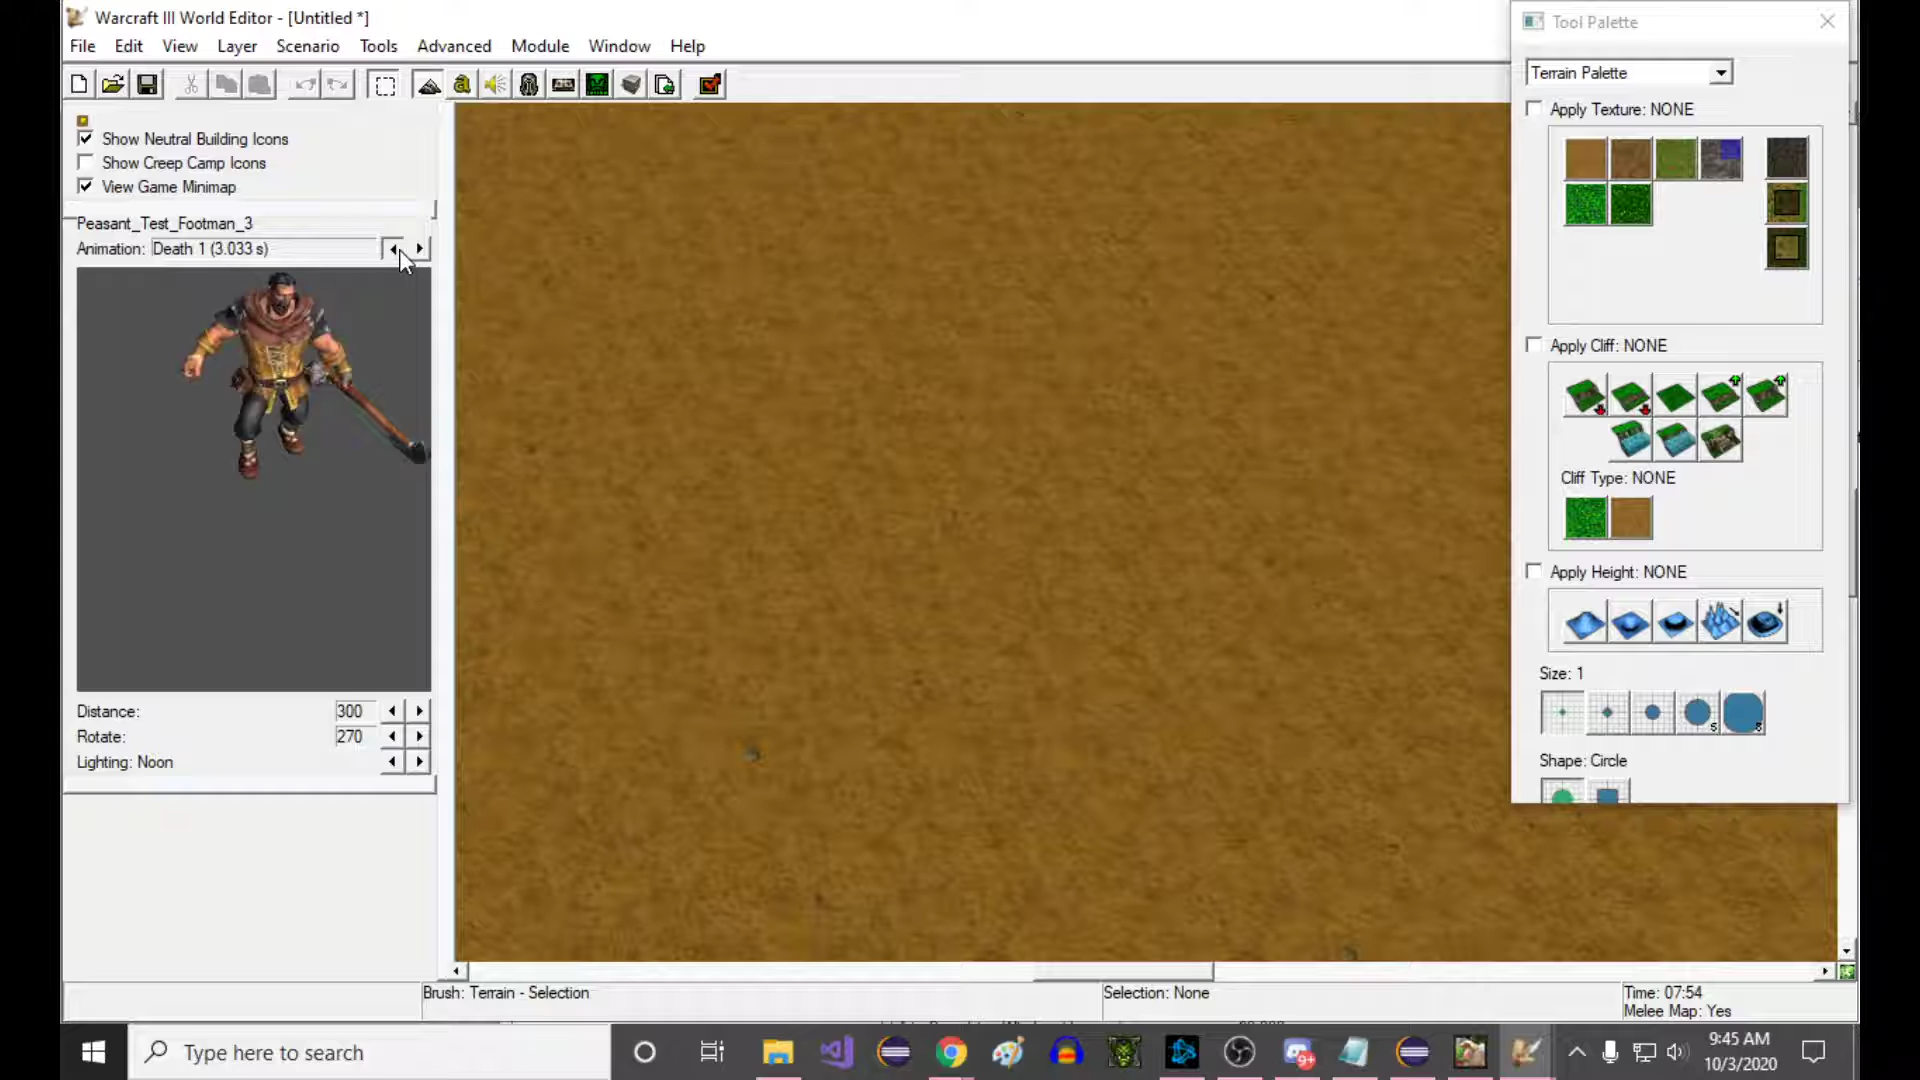 Warcraft III World Editor - [Untitled *]
File Edit View Layer Scenario Tools Advanced Module Window Help
Tool Palette
Terrain Palette
Apply Texture: NONE
Show Neutral Building Icons
Show Creep Camp Icons
View Game Minimap
Peasant_Test_Footman_3
Animation: Death 1 (3.033 s)
Apply Cliff: NONE
Cliff Type: NONE
Apply Height: NONE
Size: 1
5
8
Shape: Circle
Distance: 300
Rotate: 270
Lighting: Noon
Brush: Terrain - Selection
Selection: None
Time: 07:54
Melee Map: Yes
Type here to search
9+
9:45 AM
10/3/2020